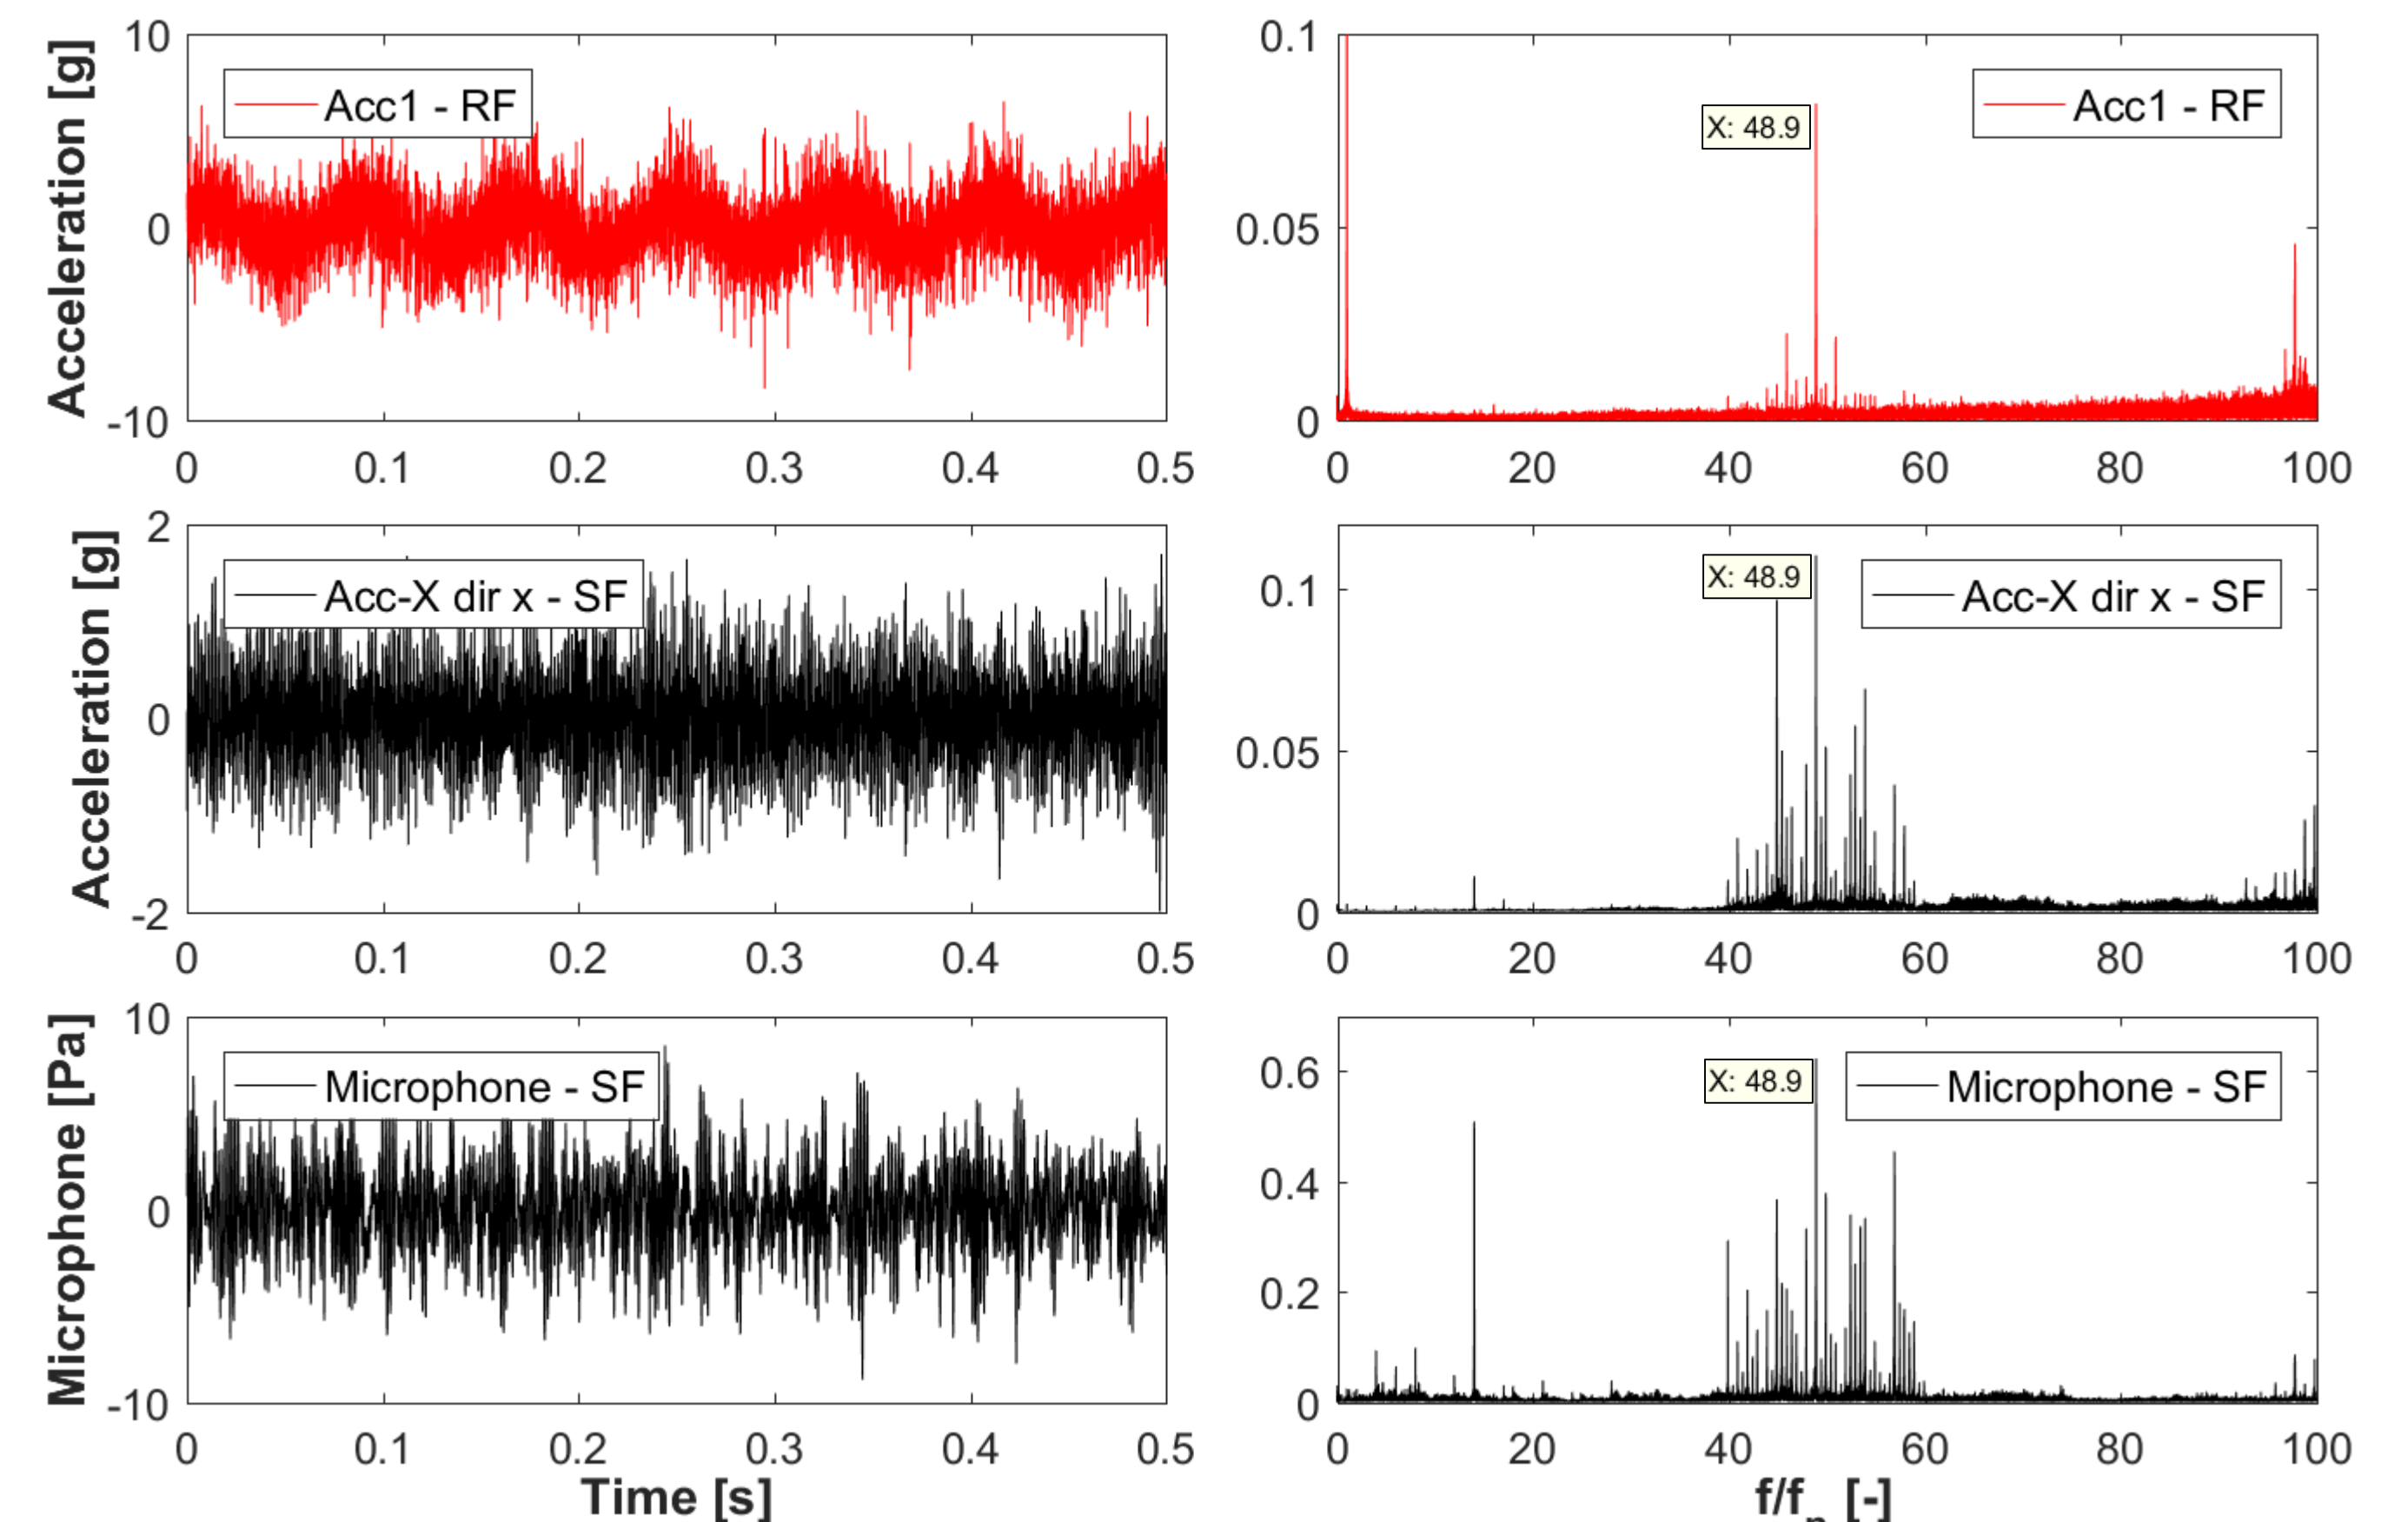 Acceleration [g]
10
0
-10
Acc1 - RF
0 0.1 0.2 0.3 0.4 0.5
0.1
0.05
0
X: 48.9
Acc1 - RF
0 20 40 60 80 100
Acceleration [g]
2
0
-2
Acc-X dir x - SF
0 0.1 0.2 0.3 0.4 0.5
0.1
0.05
0
X: 48.9
Acc-X dir x - SF
0 20 40 60 80 100
Microphone [Pa]
10
0
-10
Microphone - SF
0 0.1 0.2 0.3 0.4 0.5
Time [s]
0.6
0.4
0.2
0
X: 48.9
Microphone - SF
0 20 40 60 80 100
f/fn [-]